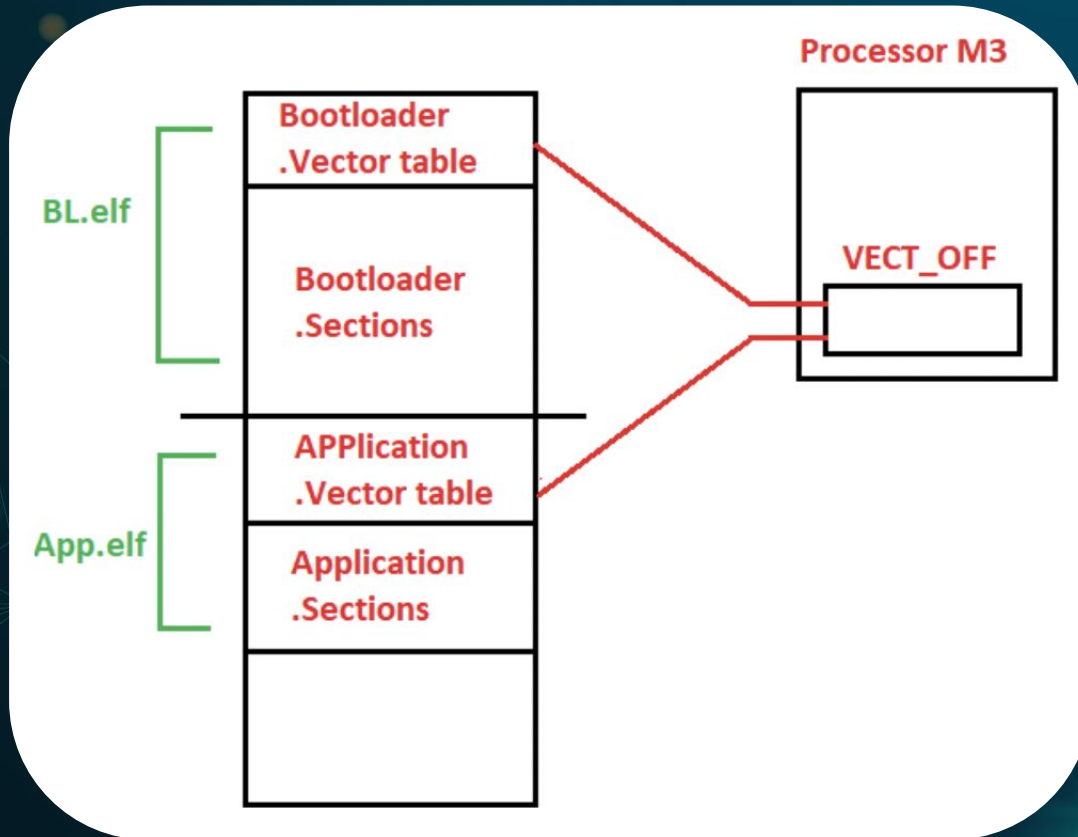 Processor M3
Bootloader
.Vector table
BL.elf
VECT_OFF
Bootloader
.Sections
APPlication
.Vector table
App.elf
Application
.Sections